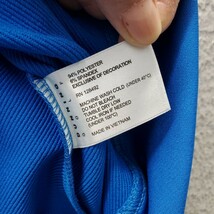 94% POLYESTER
6% SPANDEX
EXCLUSIVE OF DECORATION
RN 128492
MACHINE WASH COLD (UNDER 40°C)
DO NOT BLEACH
TUMBLE DRY LOW
COOL IRON IF NEEDED
(UNDER 100°C)
MADE IN VIETNAM